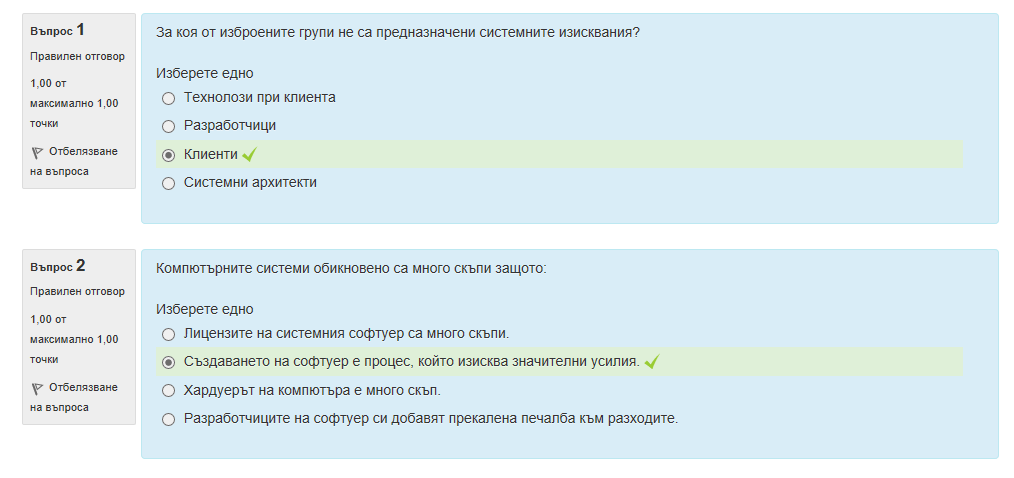 Въпрос 1
Правилен отговор
1,00 от
максимално 1,00
точки
Отбелязване
на въпроса
За коя от изброените групи не са предназначени системните изисквания?
Изберете едно
Технолози при клиента
Разработчици
Клиенти
Системни архитекти
Въпрос 2
Правилен отговор
1,00 от
максимално 1,00
точки
Отбелязване
на въпроса
Компютърните системи обикновено са много скъпи защото:
Изберете едно
Лицензите на системния софтуер са много скъпи.
Създаването на софтуер е процес, който изисква значителни усилия.
Хардуерът на компютъра е много скъп.
Разработчиците на софтуер си добавят прекалена печалба към разходите.